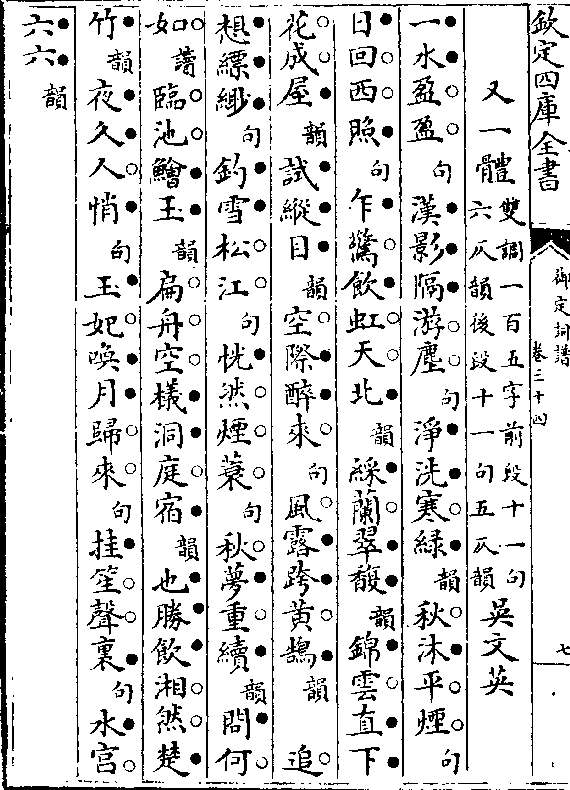 欽定四庫全書
御定詞譜
卷三十四
七
又一體
雙調一百五字前段十一句
六仄韻後段十一句五仄韻
吳文英
一水盈盈句漢影隔游塵句淨洗寒綠韻秋沐平煙句
日回西照句乍驚飲虹天北韻綵蘭翠馥韻錦雲直下
花成屋韻試縱目韻空際醉來句風露跨黃鵠韻追
想縹緲句釣雪松江句恍然煙蓑句秋夢重續韻問何
如讀臨池鱠玉韻扁舟空檥洞庭宿韻也勝飲湘然楚
竹韻夜久人悄句玉妃喚月歸來句挂笙聲裏句水宮
六六韻